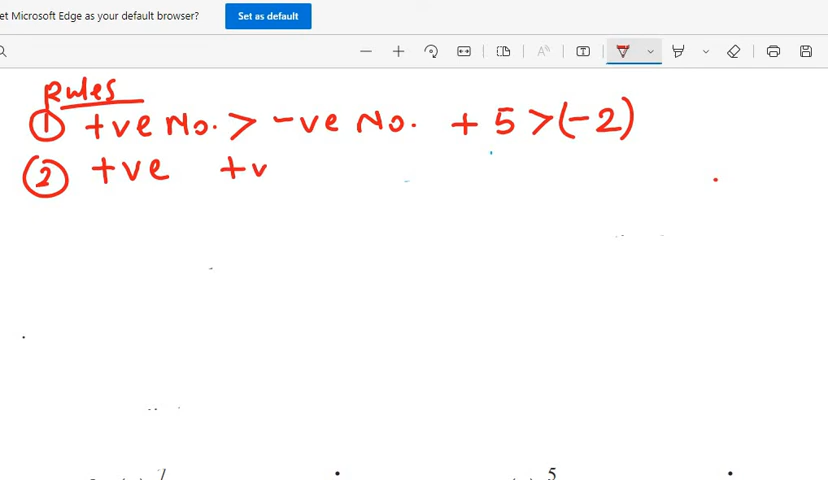 et Microsoft Edge as your default browser? Set as default
Rules
① +ve No. > -ve No. + 5 > (-2)
② +ve +v
5